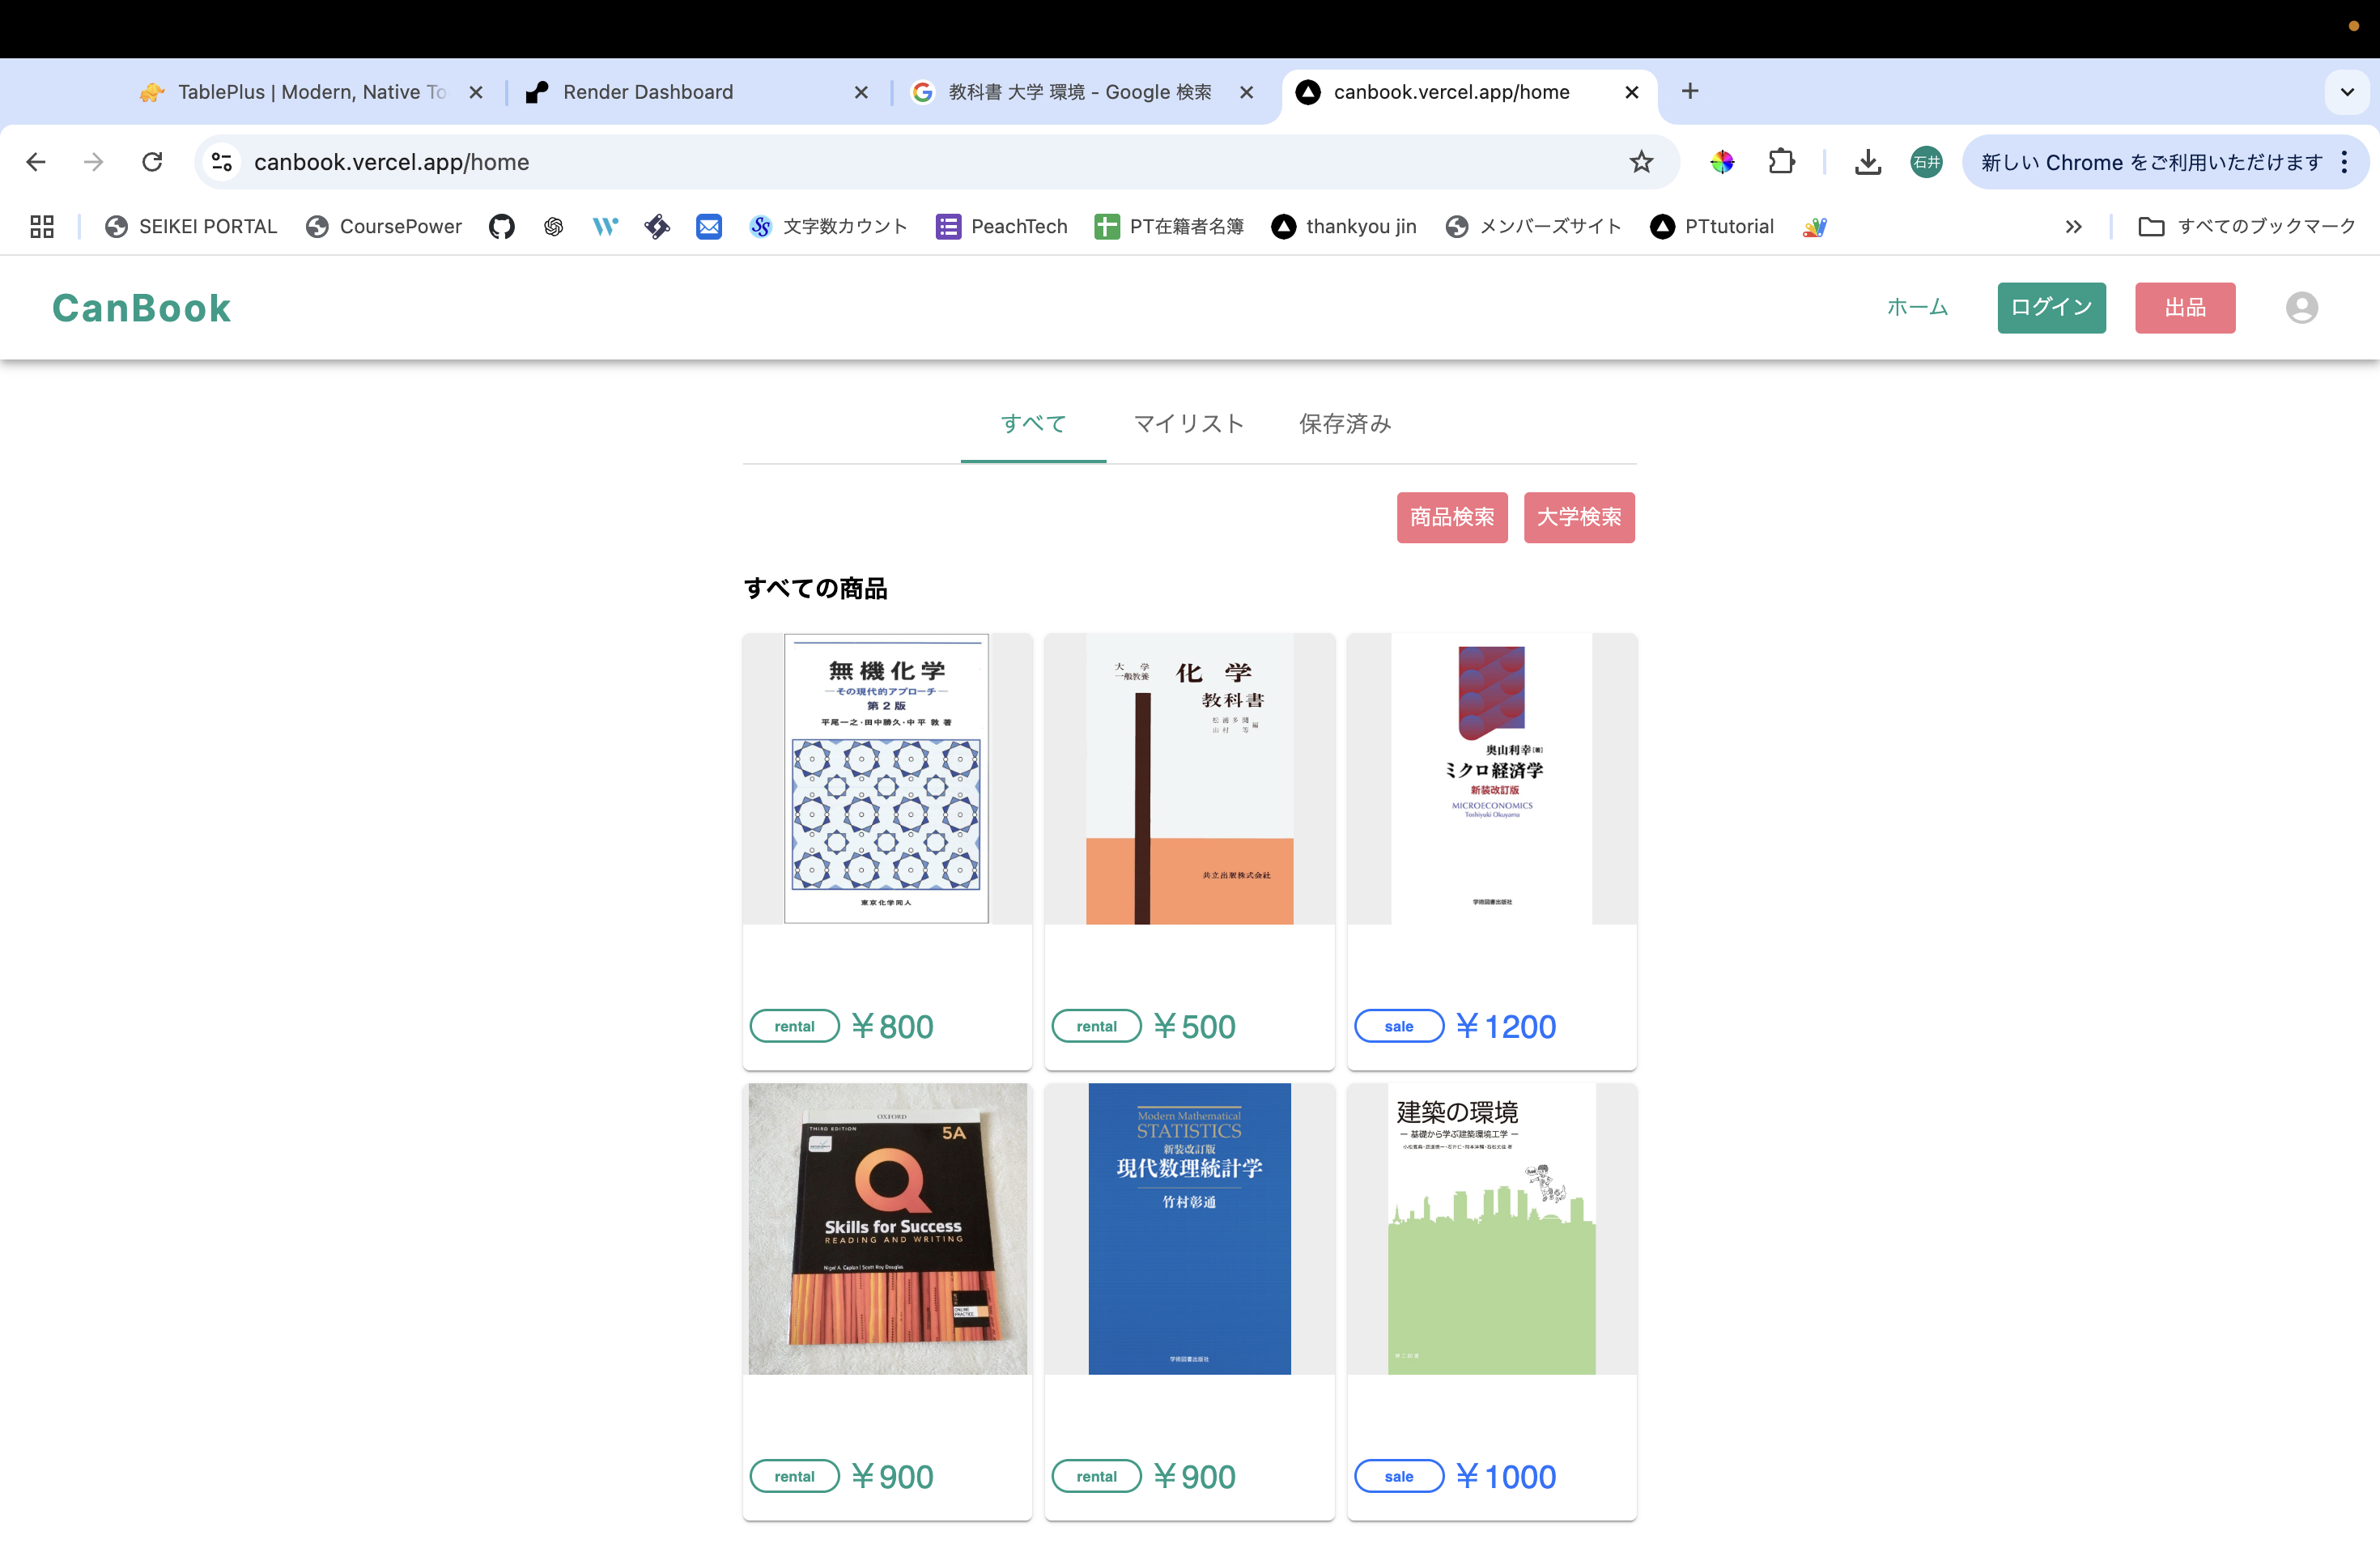 TablePlus | Modern, Native To
Render Dashboard
教科書 大学 環境 - Google 検索
canbook.vercel.app/home
canbook.vercel.app/home
石井
新しい Chrome をご利用いただけます
SEIKEI PORTAL
CoursePower
文字数カウント
PeachTech
PT在籍者名簿
thankyou jin
メンバーズサイト
PTtutorial
すべてのブックマーク
CanBook
ホーム
ログイン
出品
すべて
マイリスト
保存済み
商品検索
大学検索
すべての商品
無機化学
―その現代的アプローチ―
第2版
平尾一之・田中勝久・中平 敦 著
東京化学同人
rental ￥800
大学
一般教養
化学
教科書
松浦多聞
山村 等
編
共立出版株式会社
rental ￥500
奥山利幸[著]
ミクロ経済学
新装改訂版
MICROECONOMICS
Toshiyuki Okuyama
学術図書出版社
sale ￥1200
OXFORD
THIRD EDITION
5A
Q
Skills for Success
READING AND WRITING
Nigel A. Caplan | Scott Roy Douglas
ONLINE
PRACTICE
rental ￥900
Modern Mathematical
STATISTICS
新装改訂版
現代数理統計学
竹村彰通
学術図書出版社
rental ￥900
建築の環境
― 基礎から学ぶ建築環境工学 ―
sale ￥1000